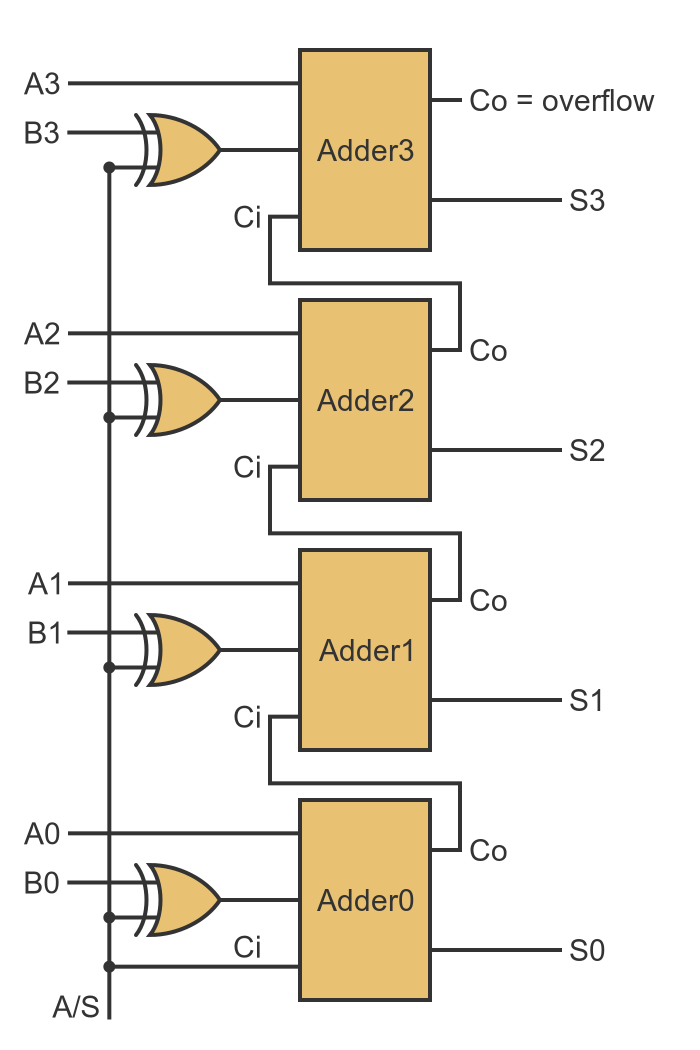 A3
Co = overflow
B3
Adder3
S3
Ci
A2
Co
B2
Adder2
S2
Ci
A1
Co
B1
Adder1
S1
Ci
A0
Co
B0
Adder0
Ci
S0
A/S